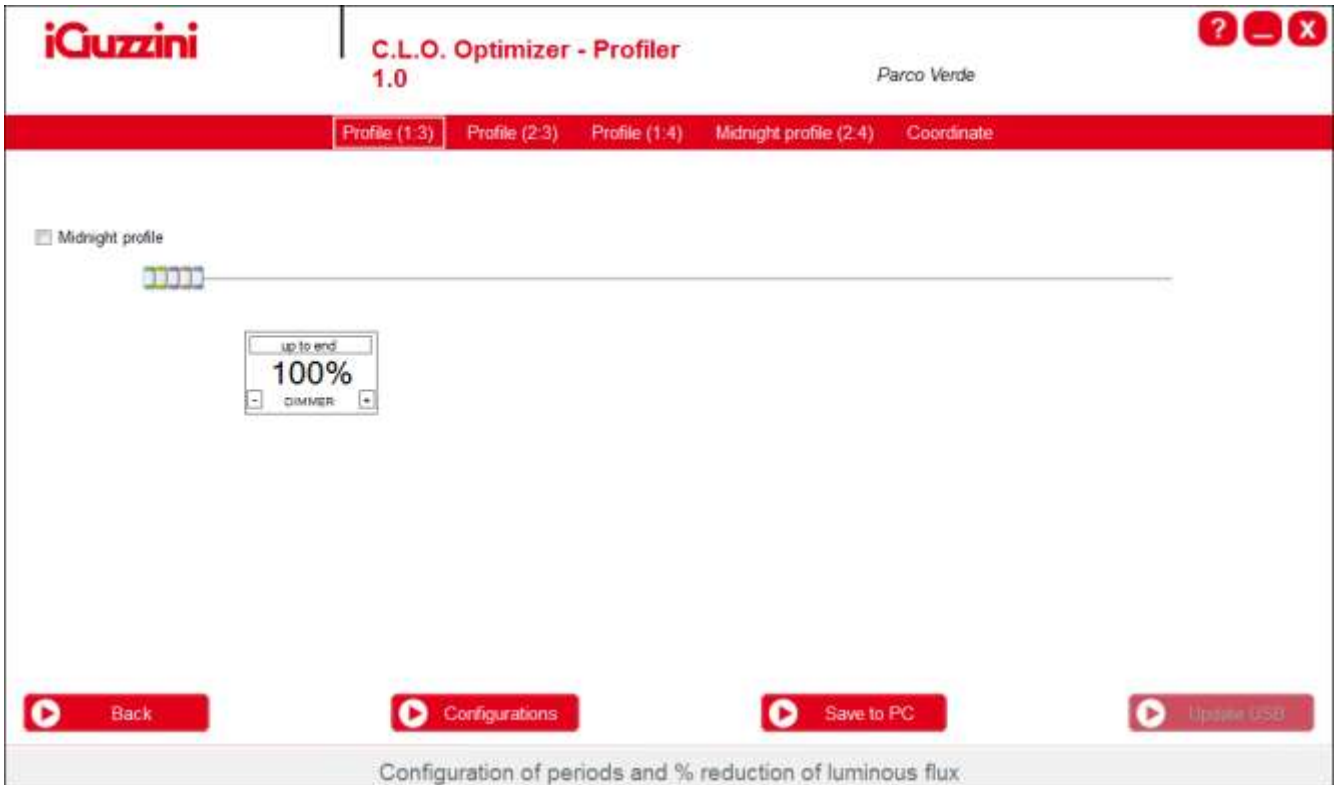 iGuzzini
C.L.O. Optimizer - Profiler
1.0
Parco Verde
? _ X
Profile (1:3) Profile (2:3) Profile (1:4) Midnight profile (2:4) Coordinate
Midnight profile
up to end
100%
- DIMMER +
Back Configurations Save to PC Update USB
Configuration of periods and % reduction of luminous flux